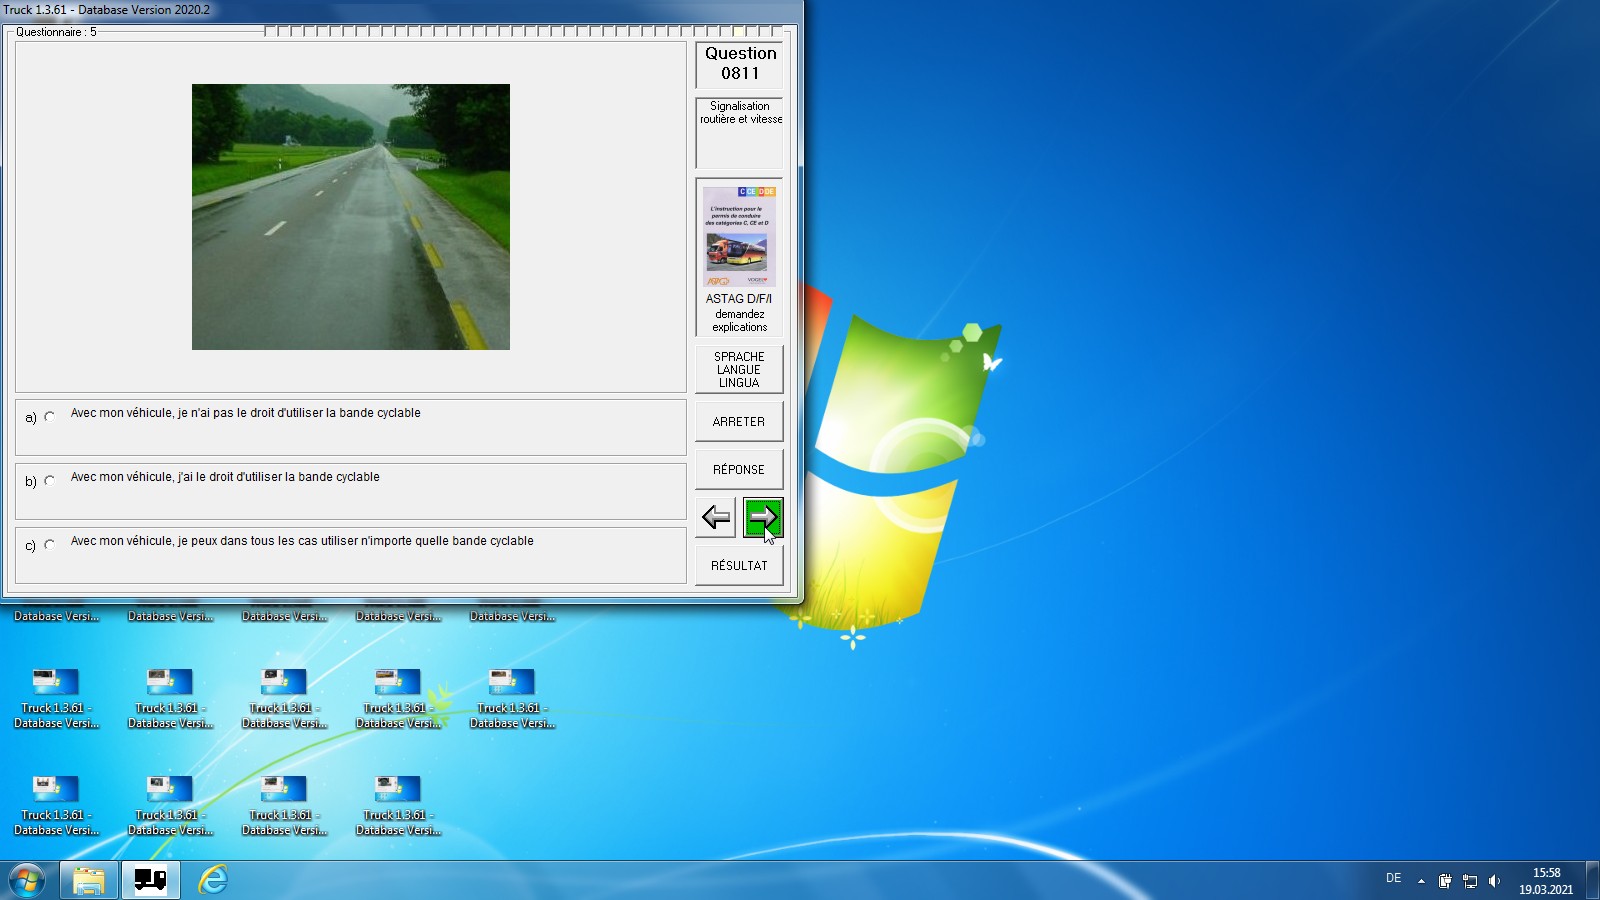 Truck 1.3.61 - Database Version 2020.2
Questionnaire : 5
Question
0811
Signalisation
routière et vitesse
C CE D DE
L'instruction pour le
permis de conduire
des catégories C, CE et D
ASTAG D/F/I
demandez
explications
SPRACHE
LANGUE
LINGUA
ARRETER
RÉPONSE
RÉSULTAT
a) Avec mon véhicule, je n'ai pas le droit d'utiliser la bande cyclable
b) Avec mon véhicule, j'ai le droit d'utiliser la bande cyclable
c) Avec mon véhicule, je peux dans tous les cas utiliser n'importe quelle bande cyclable
Database Versi... Database Versi... Database Versi... Database Versi... Database Versi...
Truck 1.3.61 - Truck 1.3.61 - Truck 1.3.61 - Truck 1.3.61 - Truck 1.3.61 -
Database Versi... Database Versi... Database Versi... Database Versi... Database Versi...
Truck 1.3.61 - Truck 1.3.61 - Truck 1.3.61 - Truck 1.3.61 -
Database Versi... Database Versi... Database Versi... Database Versi...
DE
15:58
19.03.2021